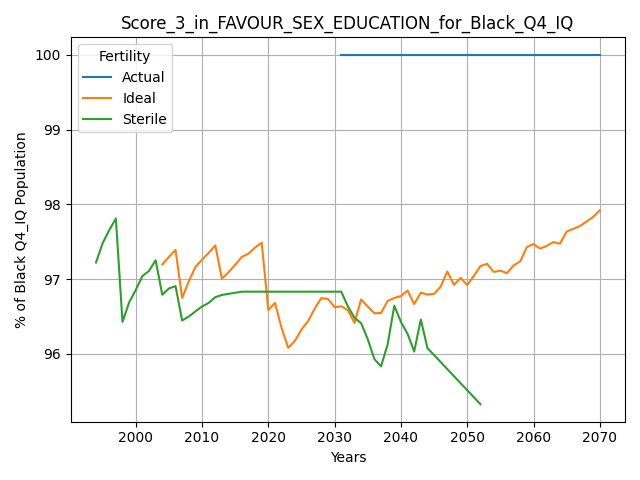 Score_3_in_FAVOUR_SEX_EDUCATION_for_Black_Q4_IQ
Fertility
Actual
Ideal
Sterile
% of Black Q4_IQ Population
100
99
98
97
96
2000 2010 2020 2030 2040 2050 2060 2070
Years